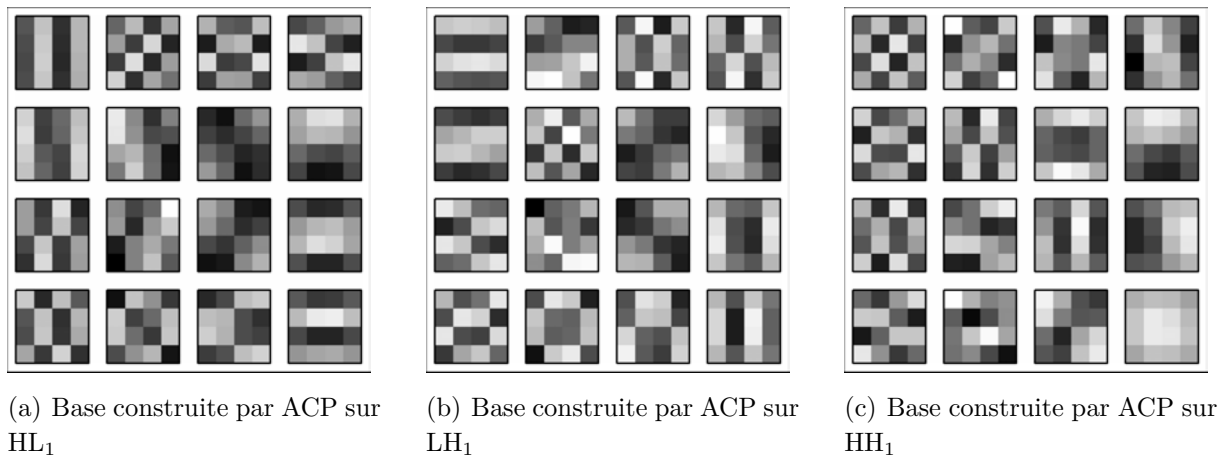 (a) Base construite par ACP sur
HL₁
(b) Base construite par ACP sur
LH₁
(c) Base construite par ACP sur
HH₁